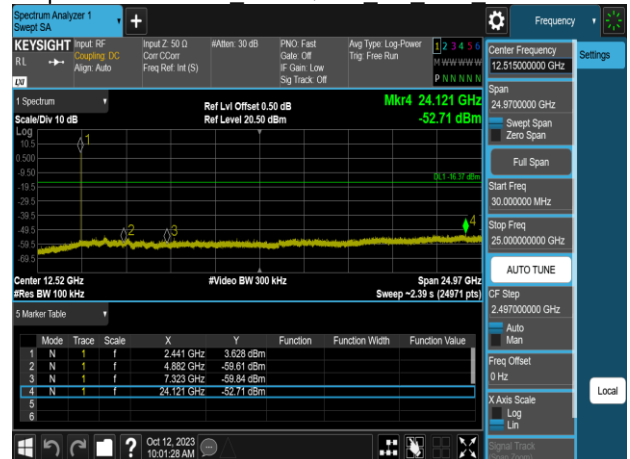 Spectrum Analyzer 1
Swept SA
Frequency
KEYSIGHT
RL
LXI
Input: RF
Coupling: DC
Align: Auto
Input Z: 50 Ω
Corr CCorr
Freq Ref: Int (S)
#Atten: 30 dB
PNO: Fast
Gate: Off
IF Gain: Low
Sig Track: Off
Avg Type: Log-Power
Trig: Free Run
1 2 3 4 5 6
M W W W W W
P N N N N N
Center Frequency
12.515000000 GHz
Settings
Span
24.9700000 GHz
Swept Span
Zero Span
Full Span
Start Freq
30.000000 MHz
Stop Freq
25.000000000 GHz
AUTO TUNE
CF Step
2.497000000 GHz
Auto
Man
Freq Offset
0 Hz
X Axis Scale
Log
Lin
Signal Track
Local
1 Spectrum
Scale/Div 10 dB
Ref Lvl Offset 0.50 dB
Ref Level 20.50 dBm
Mkr4 24.121 GHz
-52.71 dBm
Log
10.5
0.500
-9.50
-19.5
-29.5
-39.5
-49.5
-59.5
-69.5
1
2
3
4
DL1 -16.37 dBm
Center 12.52 GHz
#Res BW 100 kHz
#Video BW 300 kHz
Span 24.97 GHz
Sweep ~2.39 s (24971 pts)
5 Marker Table
Mode Trace Scale X Y Function Function Width Function Value
1 N 1 f 2.441 GHz 3.628 dBm
2 N 1 f 4.882 GHz -59.61 dBm
3 N 1 f 7.323 GHz -59.84 dBm
4 N 1 f 24.121 GHz -52.71 dBm
5
6
?
Oct 12, 2023
10:01:28 AM